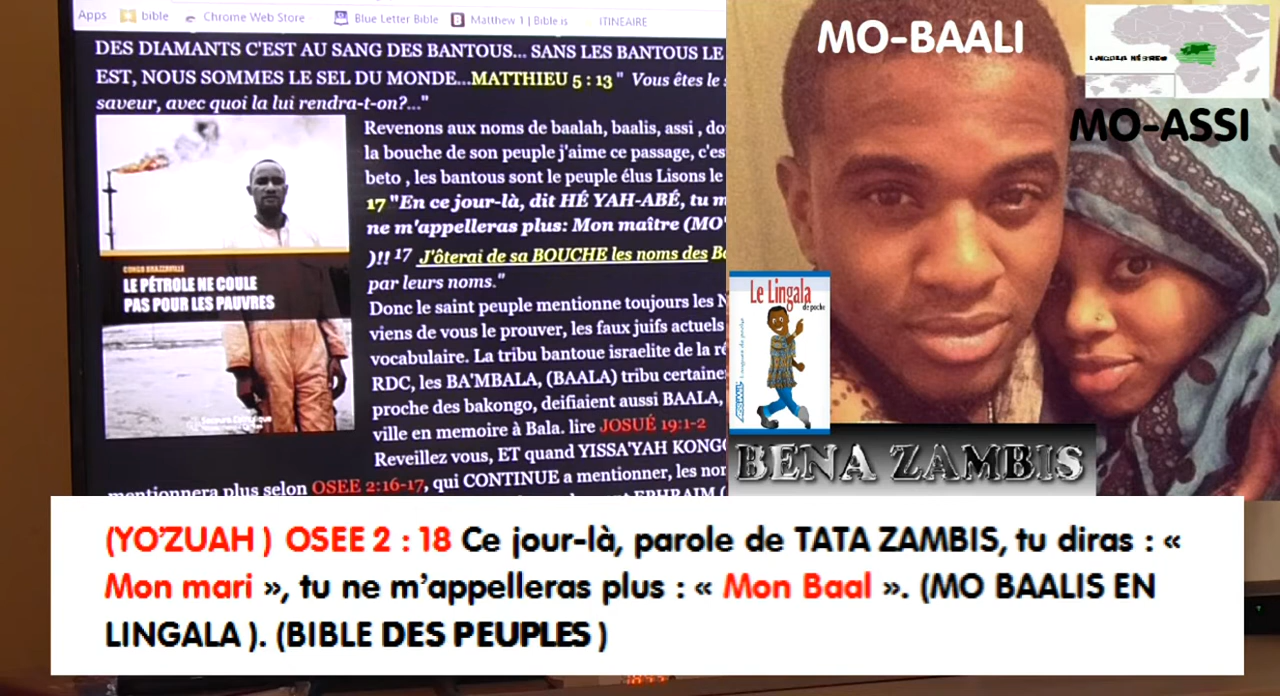 Apps bible Chrome Web Store Blue Letter Bible Matthew 1 | Bible is ITINEAIRE
DES DIAMANTS C'EST AU SANG DES BANTOUS... SANS LES BANTOUS LE
EST, NOUS SOMMES LE SEL DU MONDE...MATTHIEU 5 : 13 " Vous êtes le
saveur, avec quoi la lui rendra-t-on?..."
Revenons aux noms de baalah, baalis, assi , do
la bouche de son peuple j'aime ce passage, c'es
beto , les bantous sont le peuple élus Lisons le
17 "En ce jour-là, dit HÉ YAH-ABÉ, tu m
ne m'appelleras plus: Mon maître (MO
)!! 17 J'ôterai de sa BOUCHE les noms des
par leurs noms."
Donc le saint peuple mentionne toujours les
viens de vous le prouver, les faux juifs actuels
vocabulaire. La tribu bantoue israelite de la ré
RDC, les BA'MBALA, (BAALA) tribu certaine
proche des bakongo, deifiaient aussi BAALA,
ville en memoire à Bala. lire JOSUÉ 19:1-2
Reveillez vous, ET quand YISSA'YAH KONGO
mentionnera plus selon OSEE 2:16-17, qui CONTINUE a mentionner, les
EPHRAIM
CONGO BRAZZAVILLE
LE PÉTROLE NE COULE
PAS POUR LES PAUVRES
MO-BAALI
MO-ASSI
Le Lingala
de poche
ASSIMIL
BENA ZAMBIS
(YO'ZUAH ) OSEE 2 : 18 Ce jour-là, parole de TATA ZAMBIS, tu diras : «
Mon mari », tu ne m'appelleras plus : « Mon Baal ». (MO BAALIS EN
LINGALA ). (BIBLE DES PEUPLES )